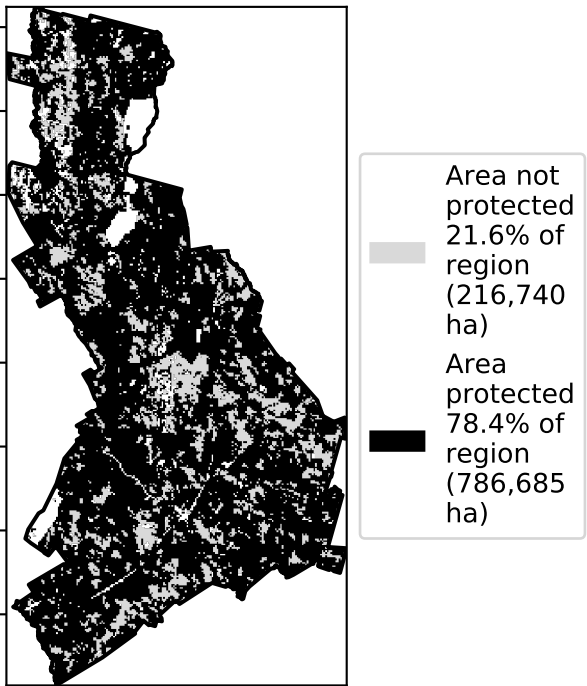 Area not
protected
21.6% of
region
(216,740
ha)
Area
protected
78.4% of
region
(786,685
ha)